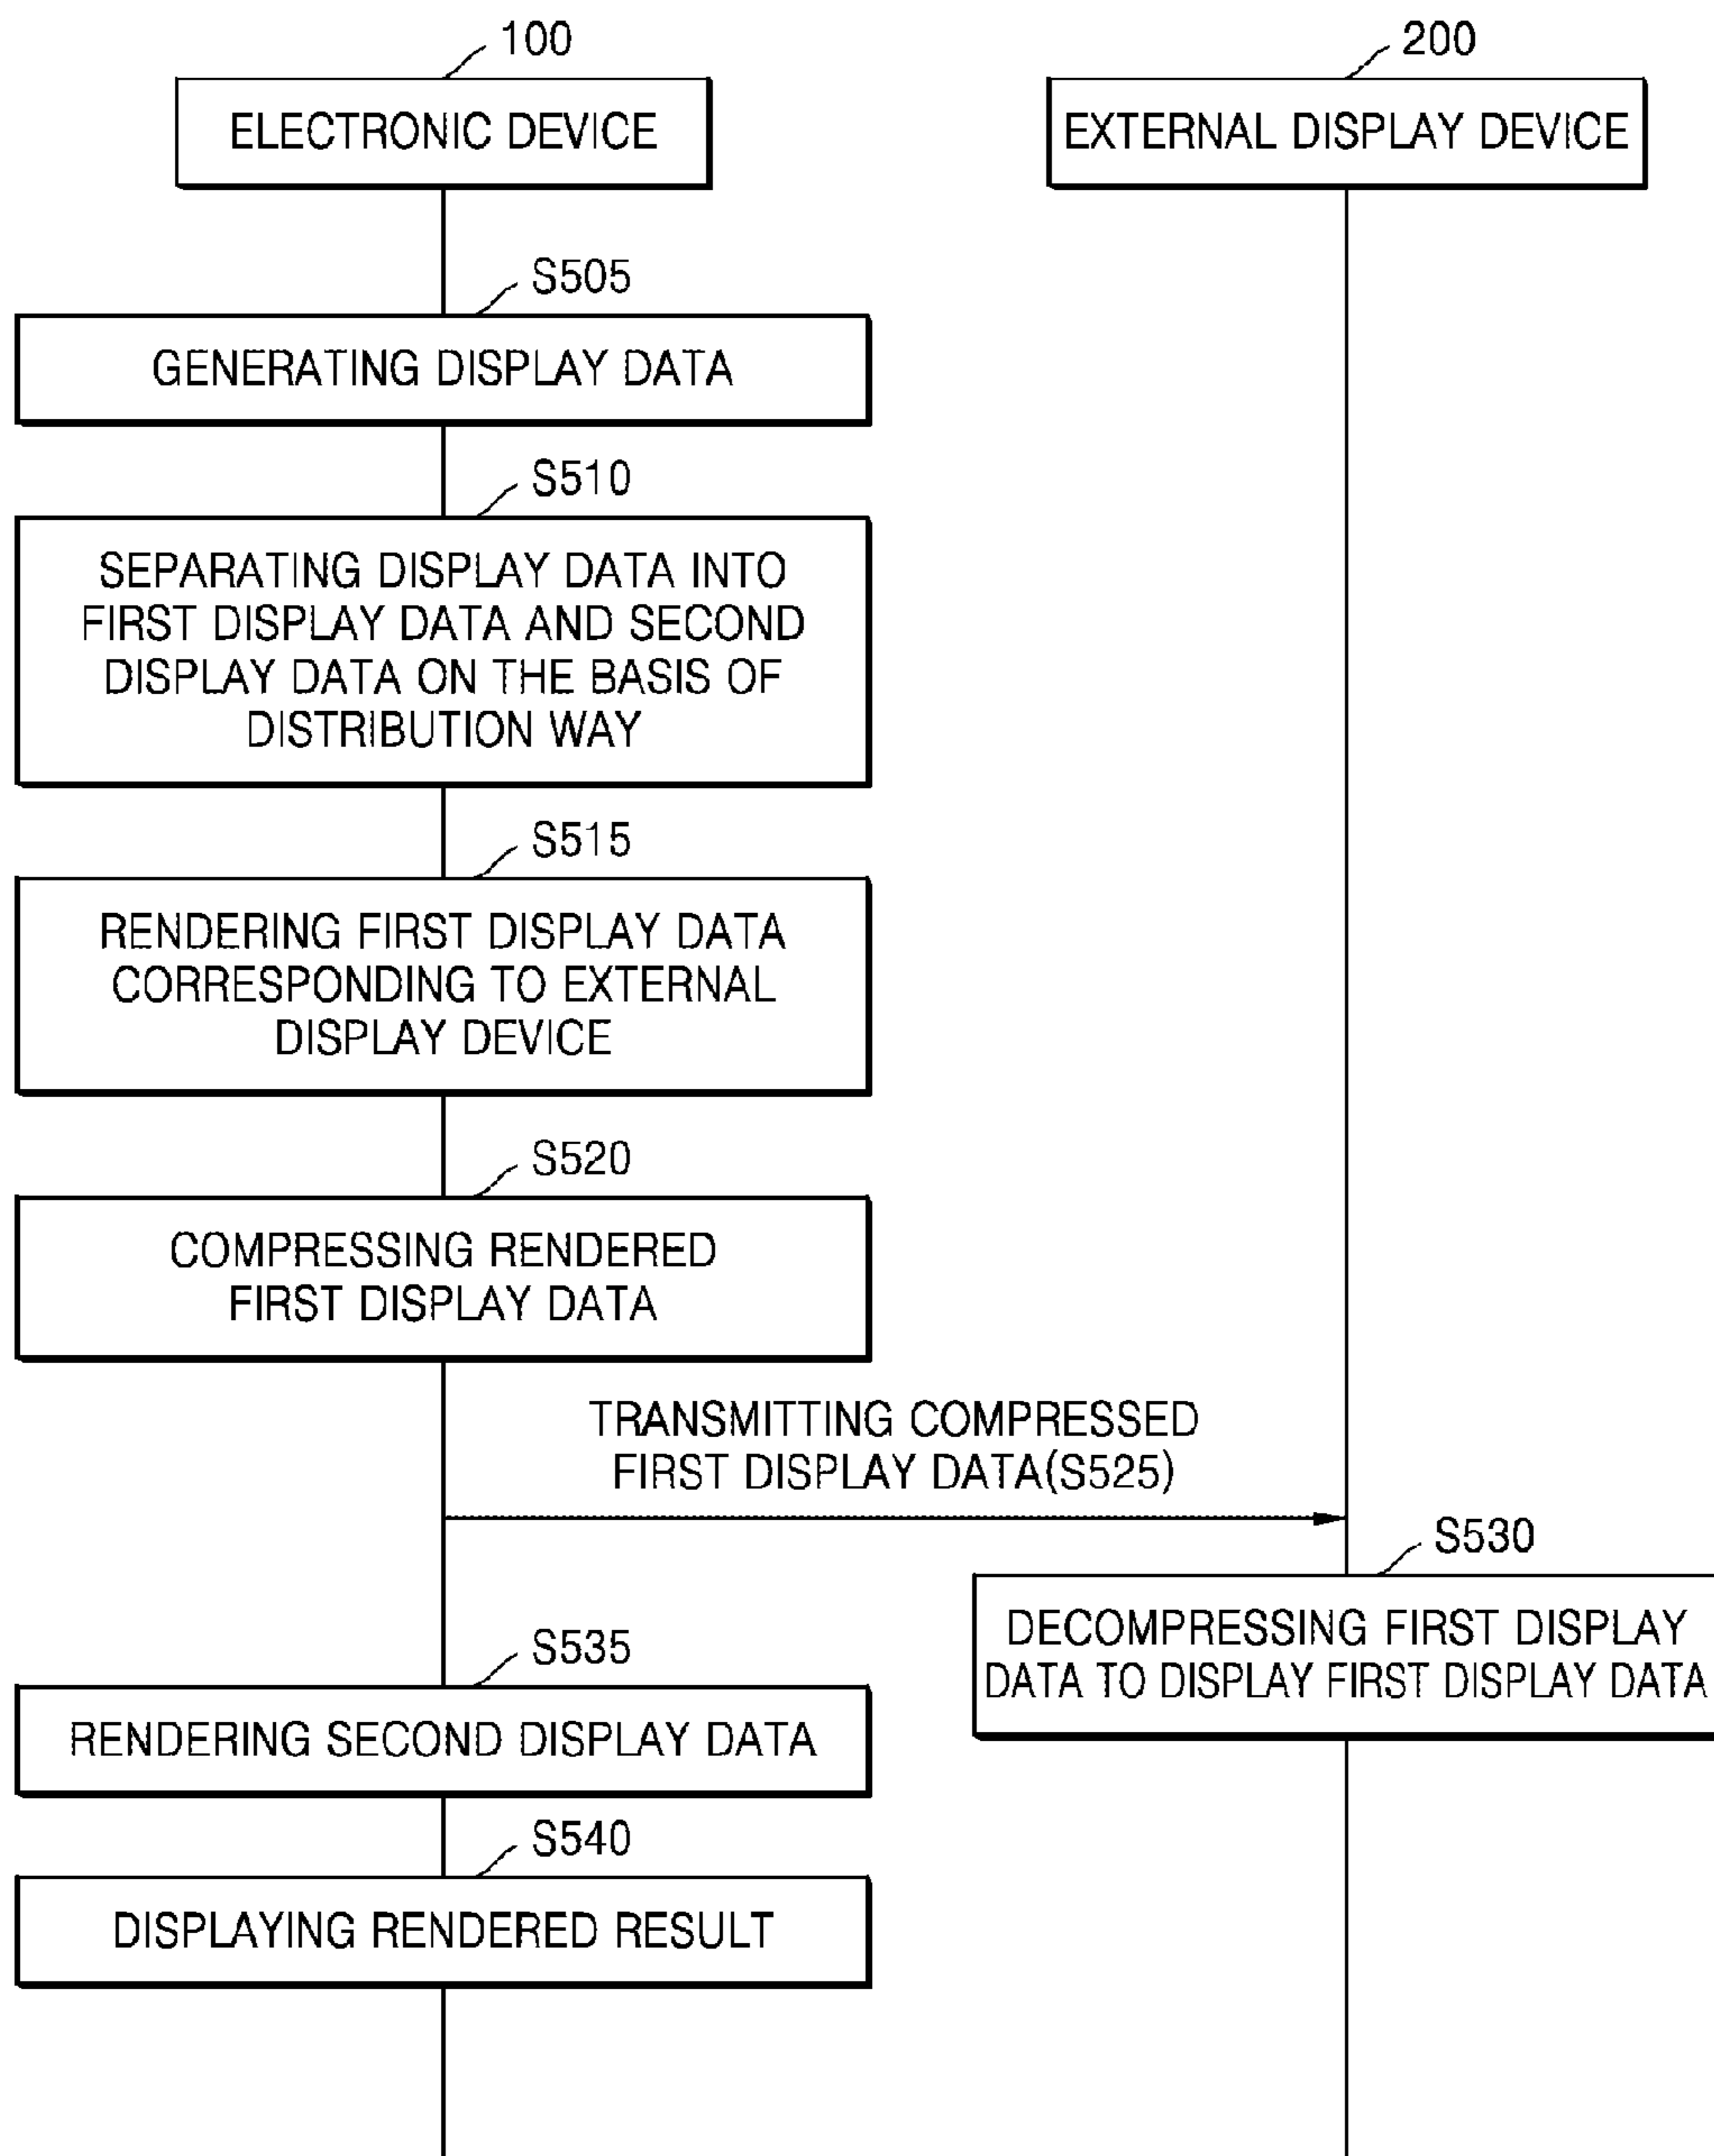 100
200
ELECTRONIC DEVICE
EXTERNAL DISPLAY DEVICE
S505
GENERATING DISPLAY DATA
S510
SEPARATING DISPLAY DATA INTO
FIRST DISPLAY DATA AND SECOND
DISPLAY DATA ON THE BASIS OF
DISTRIBUTION WAY
S515
RENDERING FIRST DISPLAY DATA
CORRESPONDING TO EXTERNAL
DISPLAY DEVICE
S520
COMPRESSING RENDERED
FIRST DISPLAY DATA
TRANSMITTING COMPRESSED
FIRST DISPLAY DATA(S525)
S530
DECOMPRESSING FIRST DISPLAY
DATA TO DISPLAY FIRST DISPLAY DATA
S535
RENDERING SECOND DISPLAY DATA
S540
DISPLAYING RENDERED RESULT